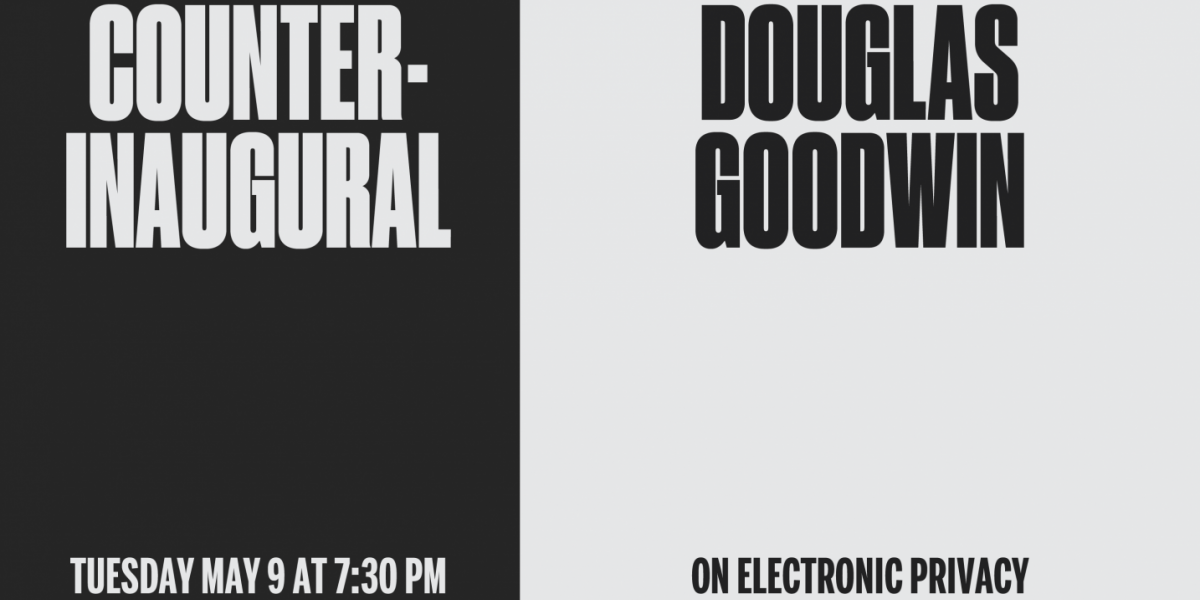 COUNTER-
INAUGURAL
TUESDAY MAY 9 AT 7:30 PM
DOUGLAS
GOODWIN
ON ELECTRONIC PRIVACY